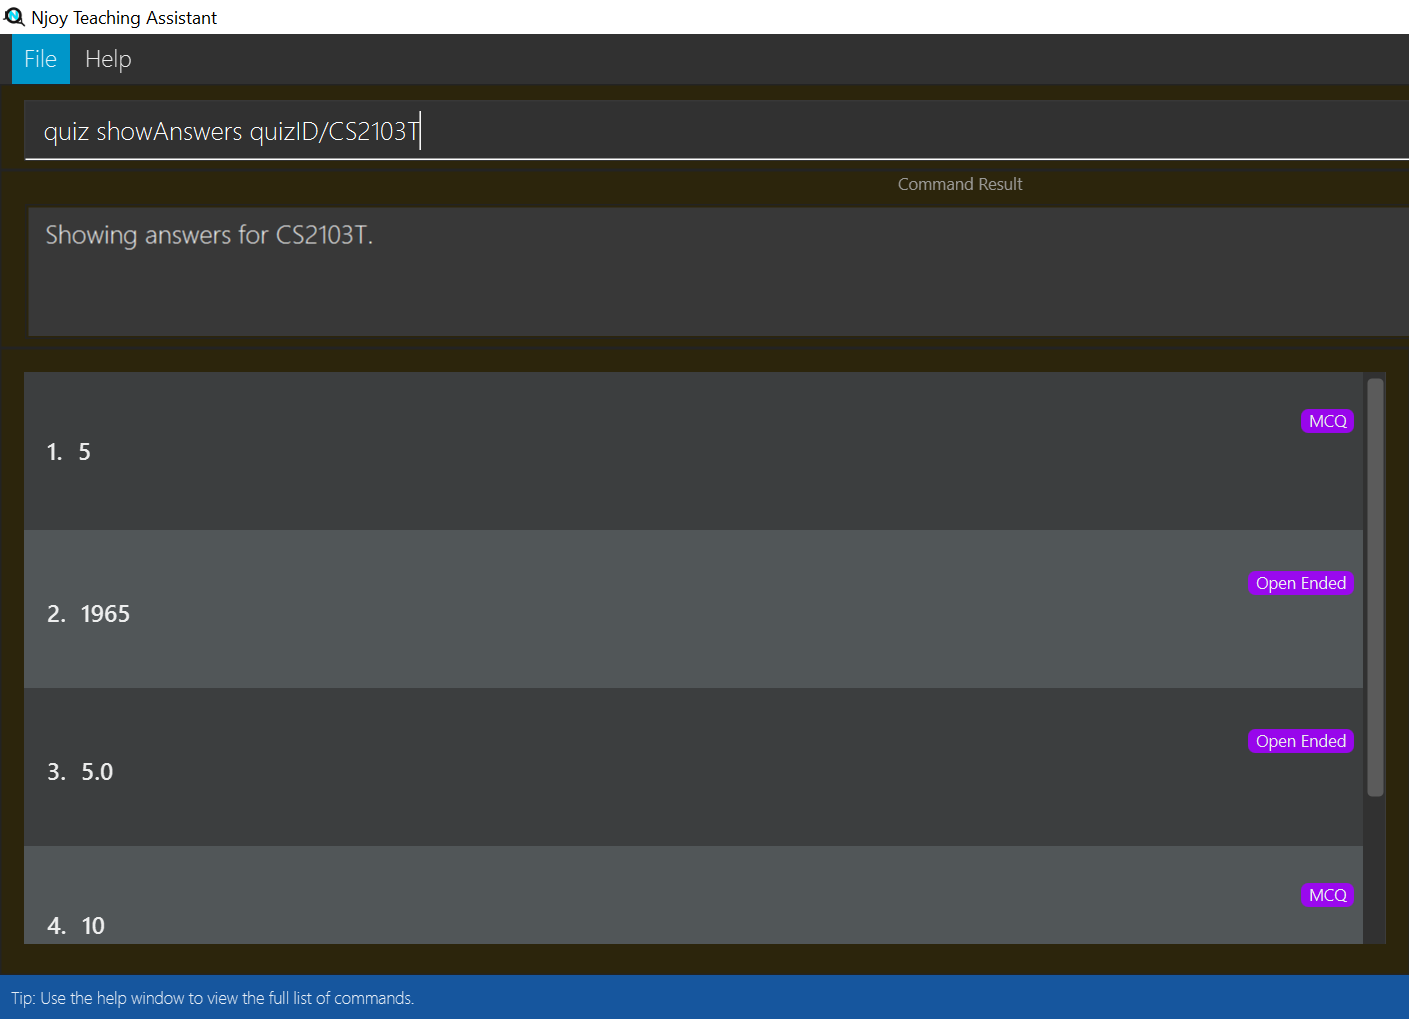 Njoy Teaching Assistant
File Help
quiz showAnswers quizID/CS2103T
Command Result
Showing answers for CS2103T.
MCQ
1. 5
Open Ended
2. 1965
Open Ended
3. 5.0
MCQ
4. 10
Tip: Use the help window to view the full list of commands.